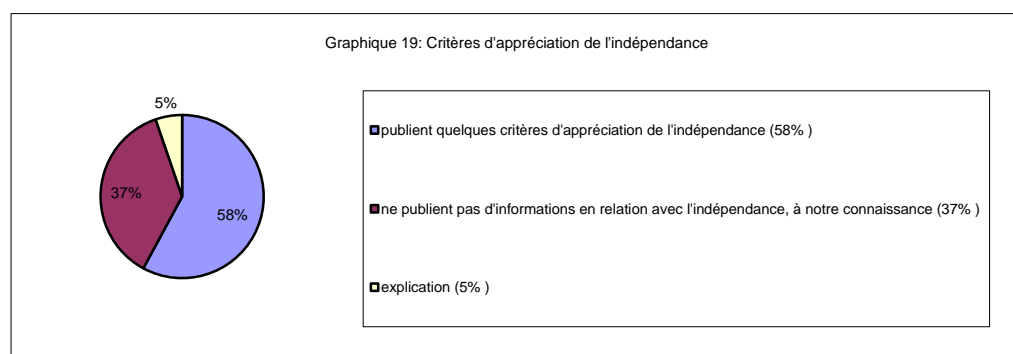 Graphique 19: Critères d'appréciation de l'indépendance
5%
37%
58%
publient quelques critères d'appréciation de l'indépendance (58% )
ne publient pas d'informations en relation avec l'indépendance, à notre connaissance (37% )
explication (5% )